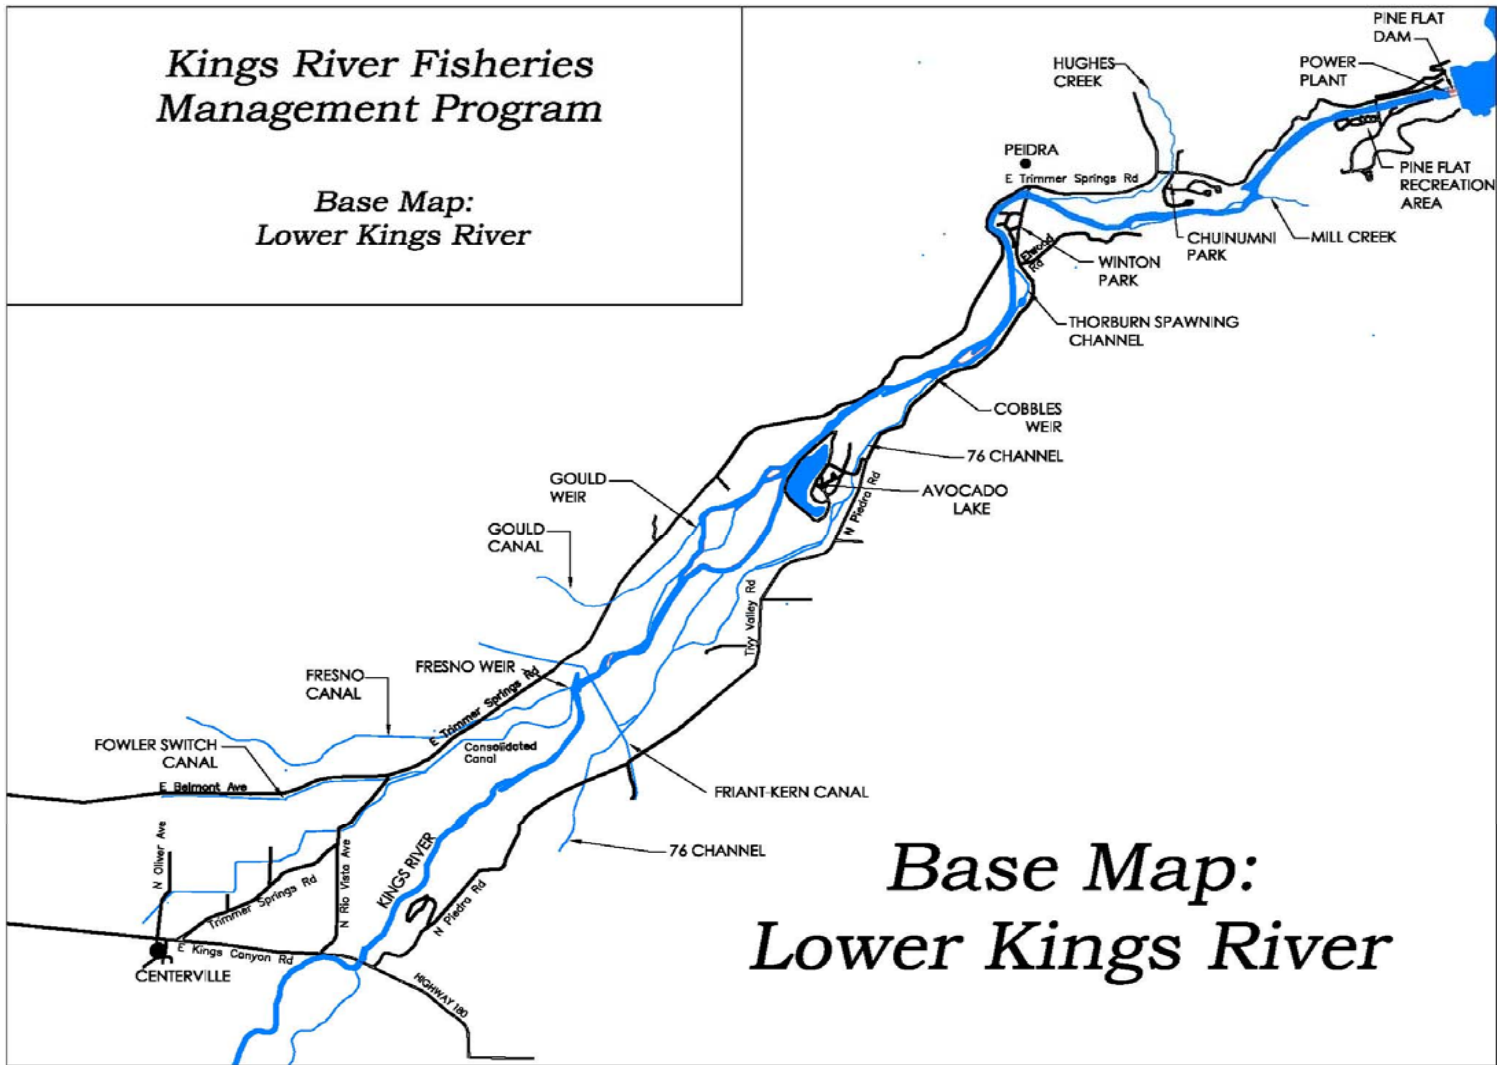 Kings River Fisheries
Management Program
Base Map:
Lower Kings River
PINE FLAT
DAM
HUGHES
CREEK
POWER
PLANT
PEIDRA
E Trimmer Springs Rd
PINE FLAT
RECREATION
AREA
CHUINUMNI
PARK
MILL CREEK
Elwood
Rd
WINTON
PARK
THORBURN SPAWNING
CHANNEL
COBBLES
WEIR
76 CHANNEL
GOULD
WEIR
AVOCADO
LAKE
N Piedra Rd
GOULD
CANAL
Tivy Valley Rd
FRESNO WEIR
FRESNO
CANAL
E Trimmer Springs Rd
FOWLER SWITCH
CANAL
Consolidated
Canal
E Belmont Ave
FRIANT-KERN CANAL
76 CHANNEL
N Oliver Ave
N Rio Vista Ave
KINGS RIVER
Trimmer Springs Rd
N Piedra Rd
E Kings Canyon Rd
CENTERVILLE
HIGHWAY 180
Base Map:
Lower Kings River